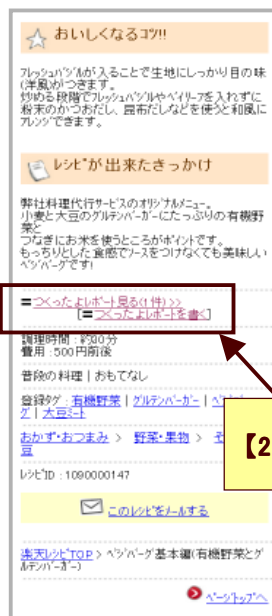 おいしくなるコツ!!
フレッシュバジルが入ることで生地にしっかり目の味
(洋風)がつきます。
炒める段階でフレッシュバジルやベイリーフを入れずに
粉末のかつおだし、昆布だしなどを使うと和風に
アレンジできます。
レシピが出来たきっかけ
弊社料理代行サービスのオリジナルメニュー。
小麦と大豆のグルテンバーガーにたっぷりの有機野
菜と
つなぎにお米を使うところがポイントです。
もっちりとした食感でソースをつけなくても美味しい
ベジバーグです!
つくったよレポート見る(1件)>>
[つくったよレポートを書く]
調理時間 : 約00分
費用 : 500円前後
普段の料理 | おもてなし
登録タグ : 有機野菜 | グルテンバーガー |
グ | 大豆ミート
おかず・おつまみ > 野菜・果物 >
豆
レシピID : 1090000147
このレシピをメールする
楽天レシピTOP > ベジバーグ基本編(有機野菜とグ
ルテンバーガー)
ページトップへ
【2